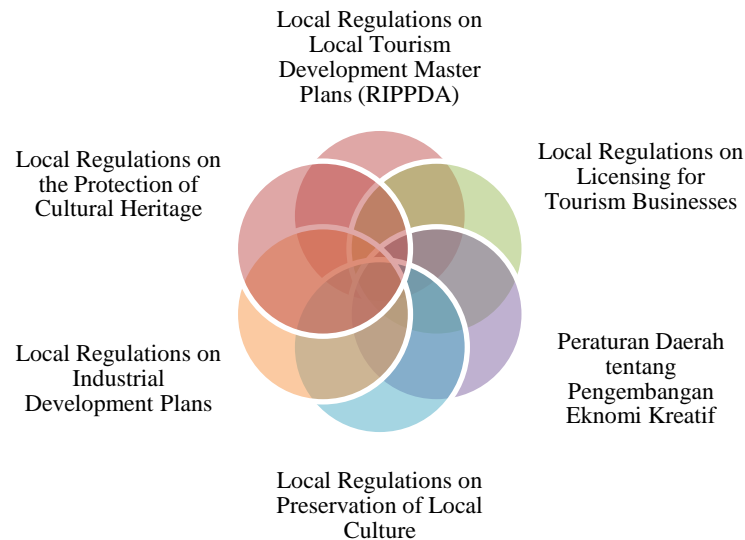 Local Regulations on
Local Tourism
Development Master
Plans (RIPPDA)
Local Regulations on
Licensing for
Tourism Businesses
Peraturan Daerah
tentang
Pengembangan
Eknomi Kreatif
Local Regulations on
Preservation of Local
Culture
Local Regulations on
Industrial
Development Plans
Local Regulations on
the Protection of
Cultural Heritage